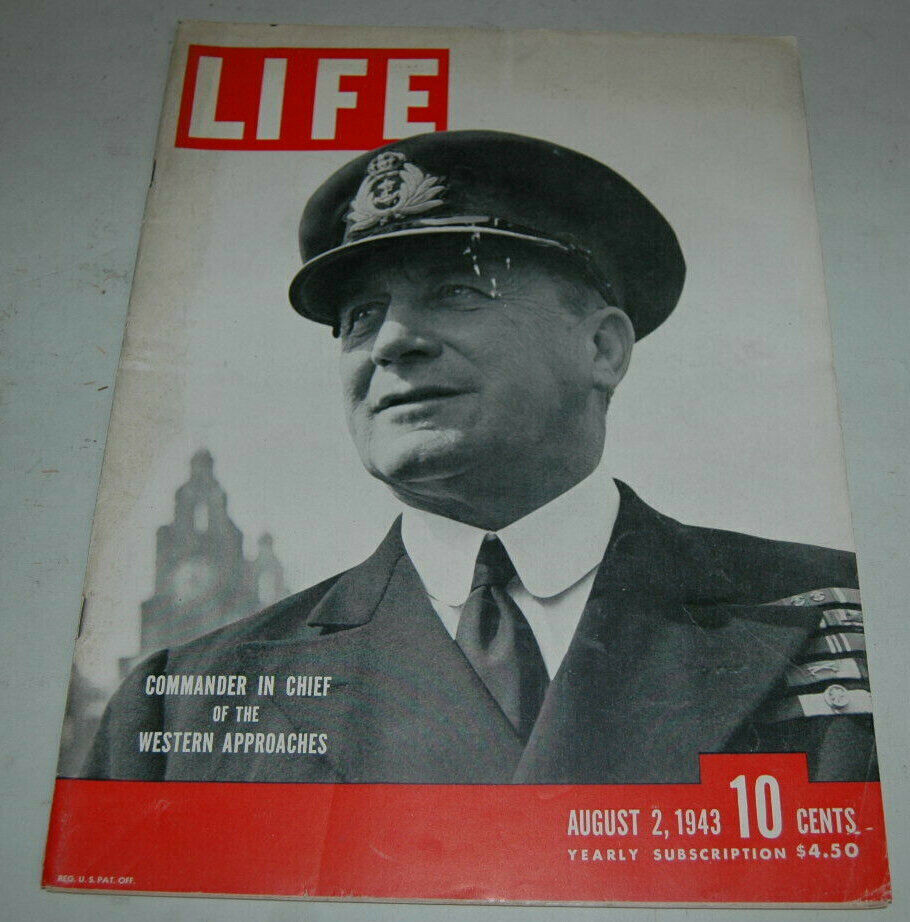 LIFE
COMMANDER IN CHIEF
OF THE
WESTERN APPROACHES
AUGUST 2, 1943 10 CENTS
YEARLY SUBSCRIPTION $4.50
REG. U. S. PAT. OFF.